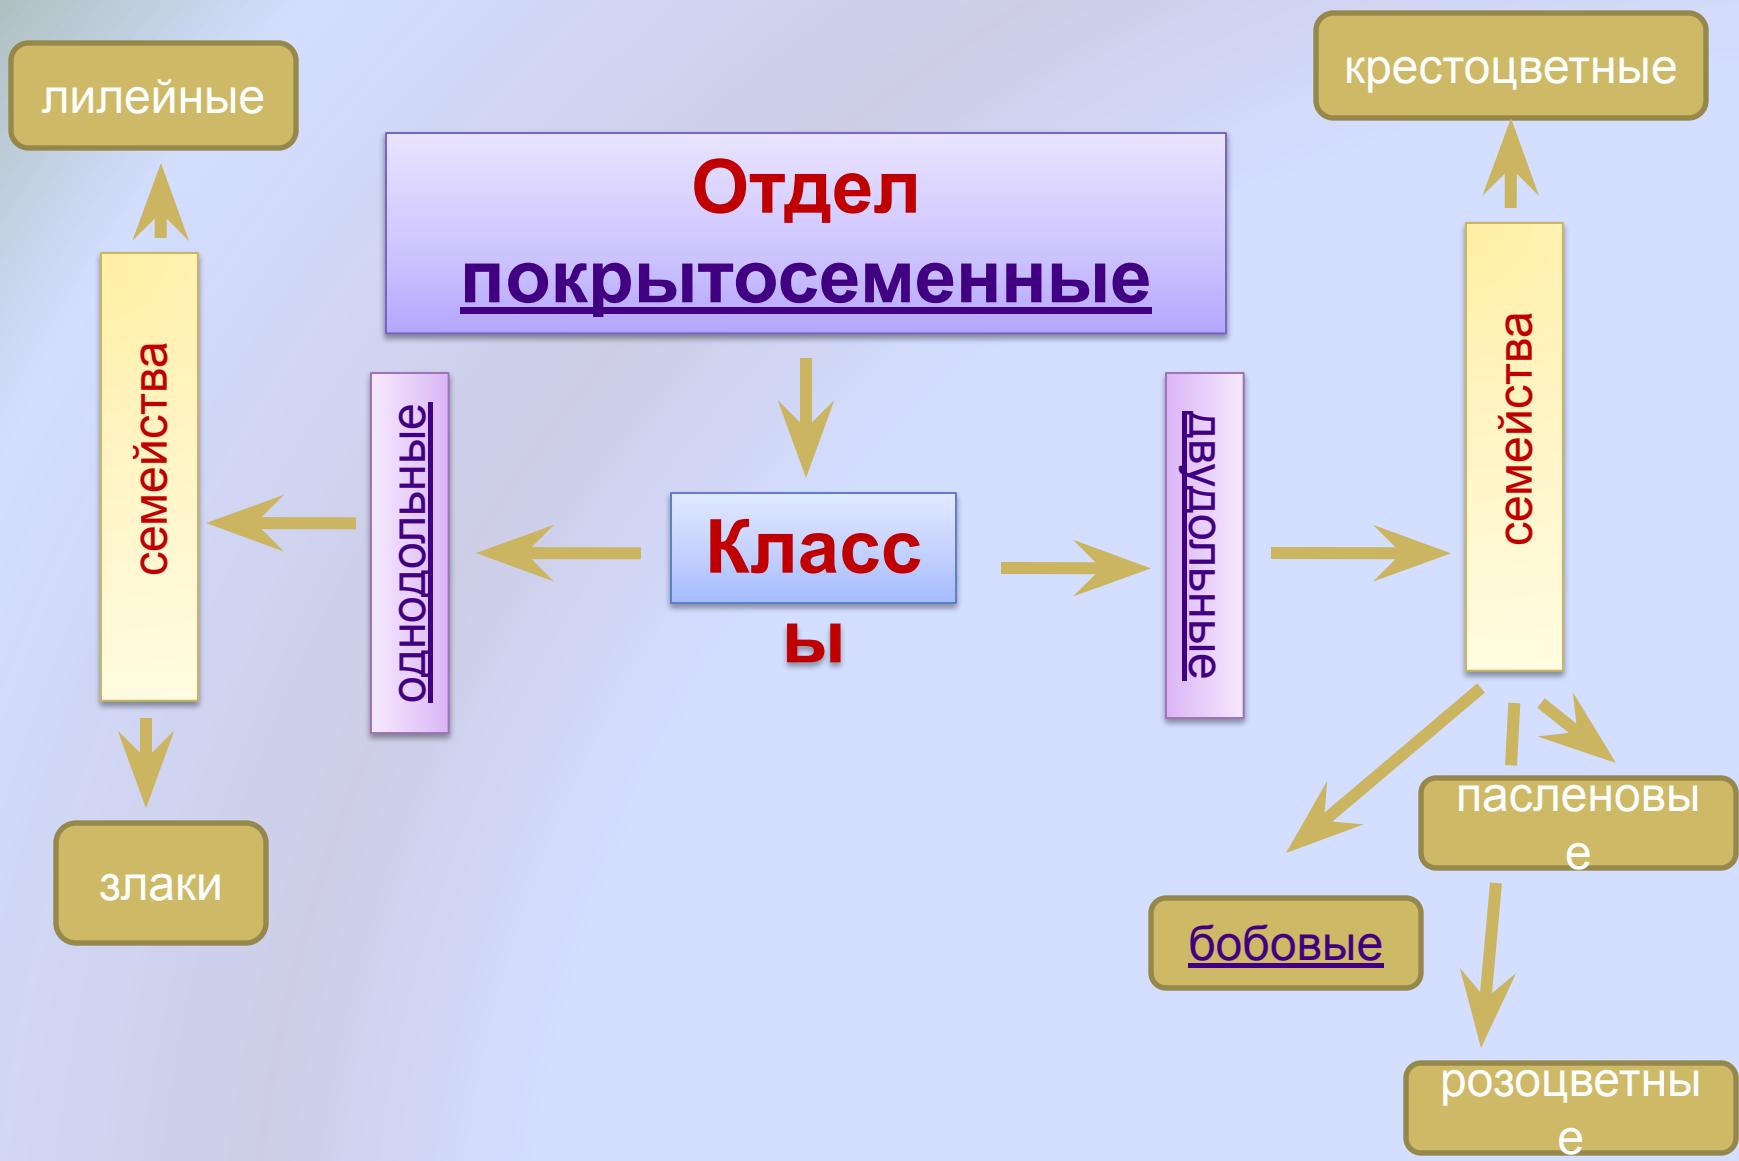 лилейные
крестоцветные
Отдел
покрытосеменные
семейства
однодольные
Класс
ы
двудольные
семейства
злаки
пасленовы
е
бобовые
розоцветны
е